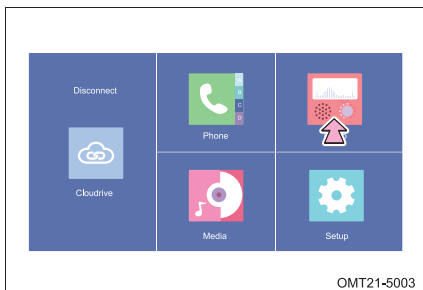 Disconnect
Cloudrive
A
B
C
D
Phone
Media
Setup
OMT21-5003